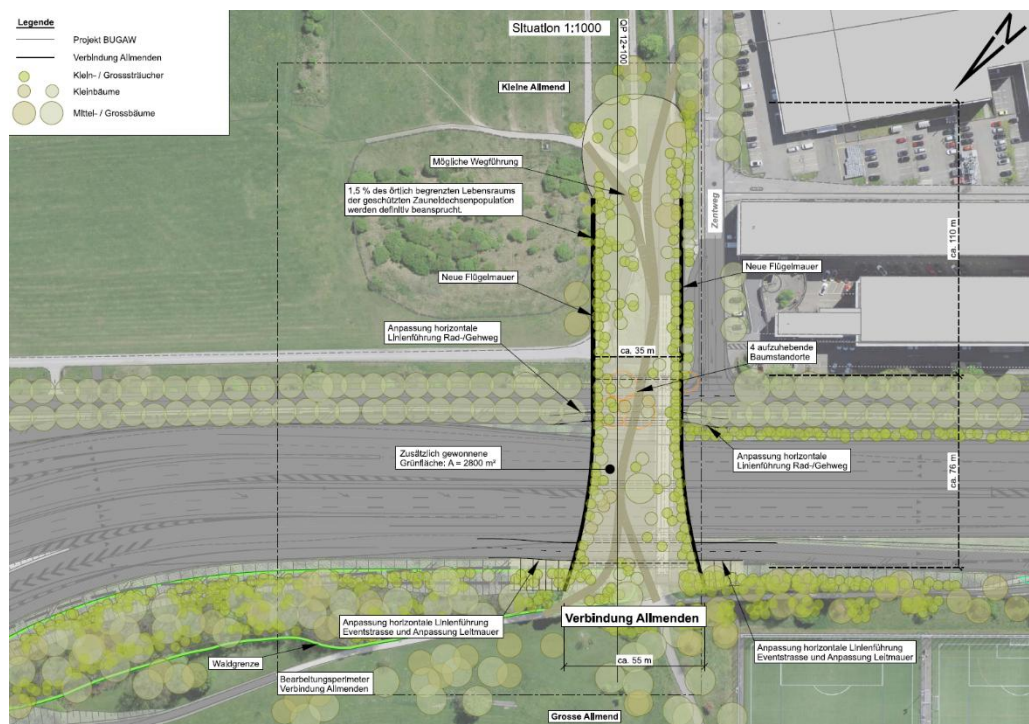 Legende
Projekt BUGAW
Verbindung Allmenden
Klein- / Grosssträucher
Kleinbäume
Mittel- / Grossbäume
Situation 1:1000
QP 12+100
Kleine Allmend
Mögliche Wegführung
1,5 % des örtlich begrenzten Lebensraums
der geschützten Zauneidechsenpopulation
werden definitiv beansprucht.
Zentweg
ca. 110 m
Neue Flügelmauer
Neue Flügelmauer
Anpassung horizontale
Linienführung Rad-/Gehweg
ca. 35 m
4 aufzuhebende
Baumstandorte
Zusätzlich gewonnene
Grünfläche: A = 2800 m²
Anpassung horizontale
Linienführung Rad-/Gehweg
ca. 76 m
Anpassung horizontale Linienführung
Eventstrasse und Anpassung Leitmauer
Verbindung Allmenden
Anpassung horizontale Linienführung
Eventstrasse und Anpassung Leitmauer
Waldgrenze
ca. 55 m
Bearbeitungsperimeter
Verbindung Allmenden
Grosse Allmend
N